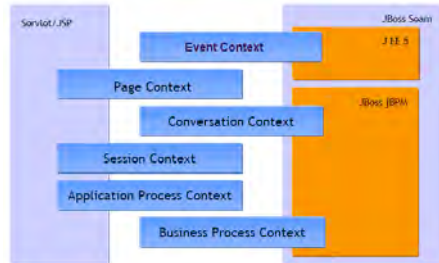 Servlet/JSP
JBoss Seam
Event Context
J EE 5
Page Context
JBoss jBPM
Conversation Context
Session Context
Application Process Context
Business Process Context